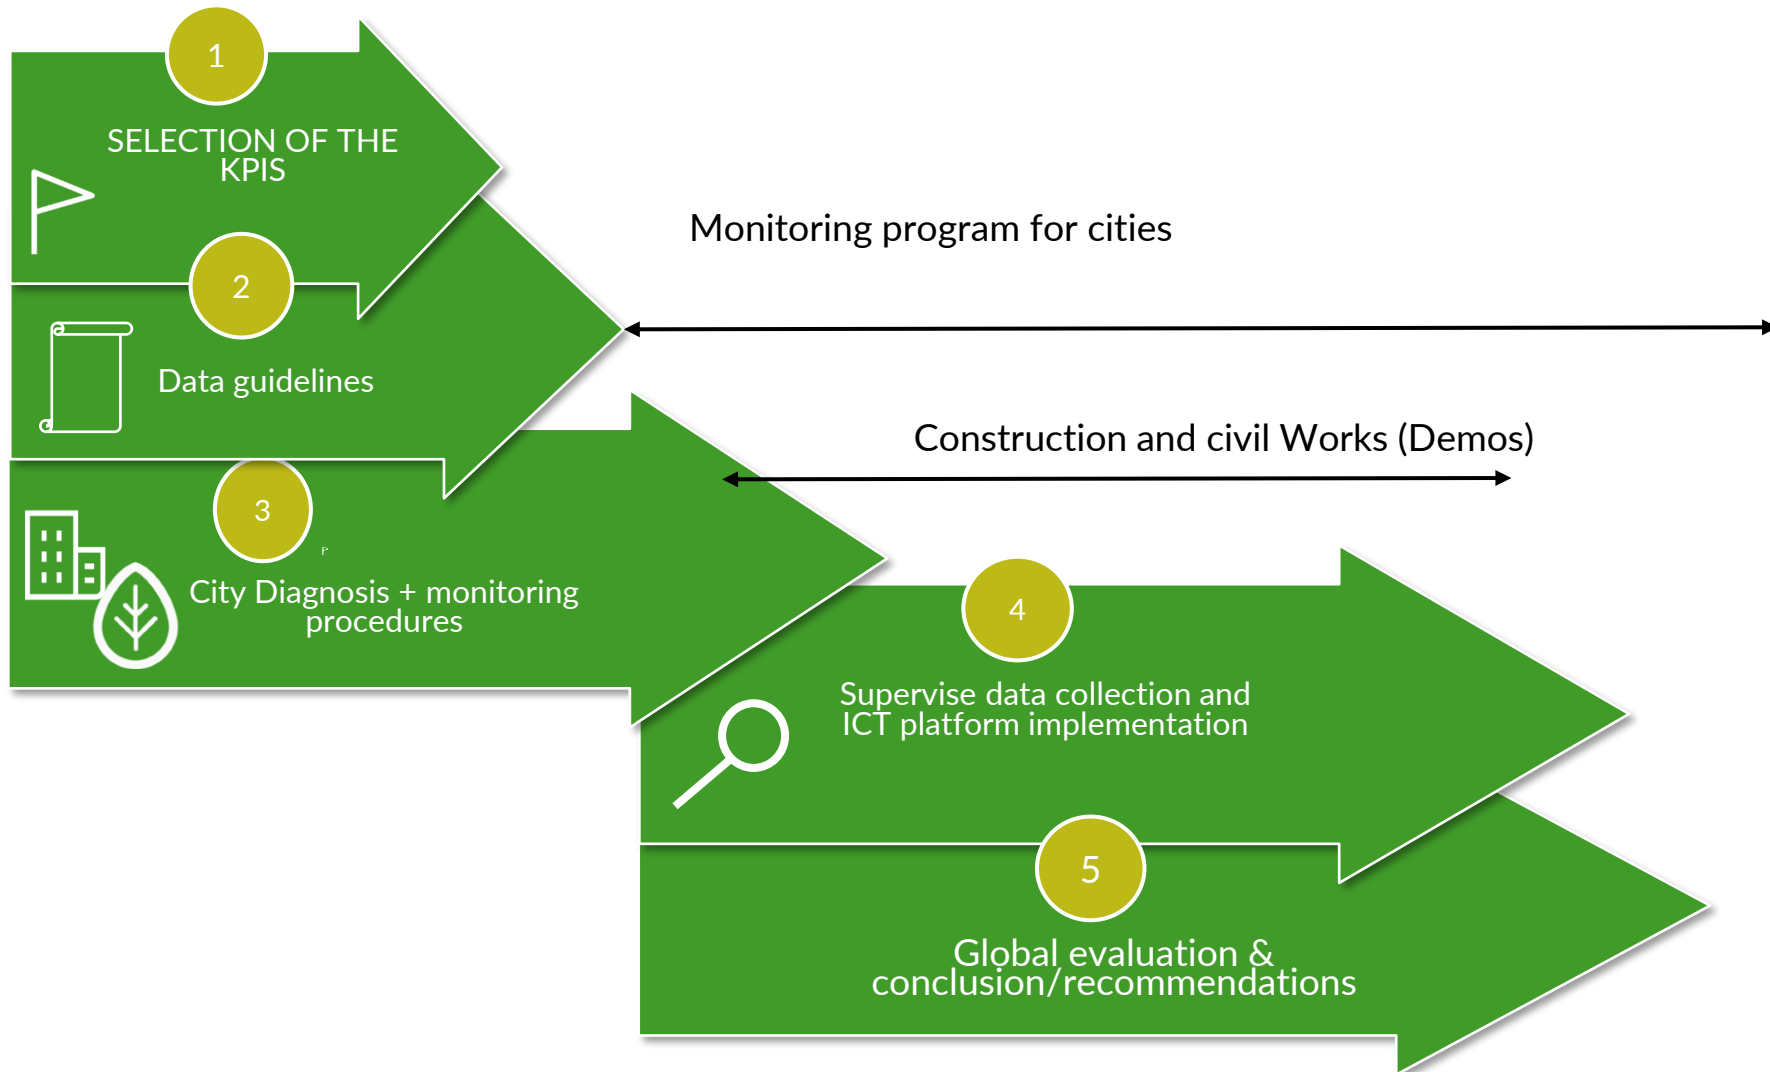 1
SELECTION OF THE
KPIS
Monitoring program for cities
2
Data guidelines
Construction and civil Works (Demos)
3
City Diagnosis + monitoring
procedures
4
Supervise data collection and
ICT platform implementation
5
Global evaluation &
conclusion/recommendations